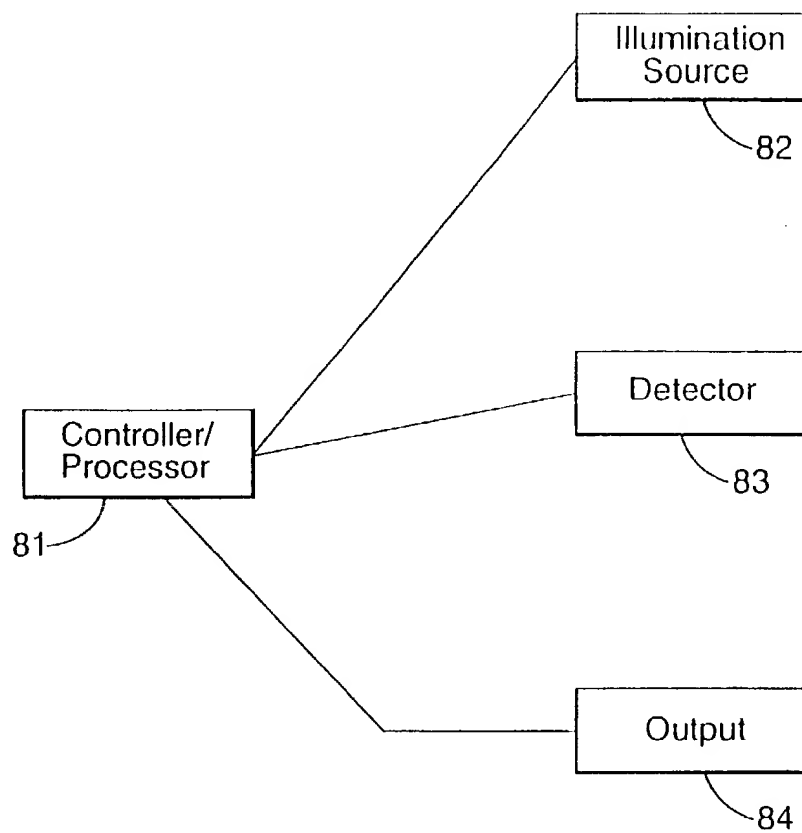 Illumination
Source
82
Detector
83
Controller/
Processor
81
Output
84